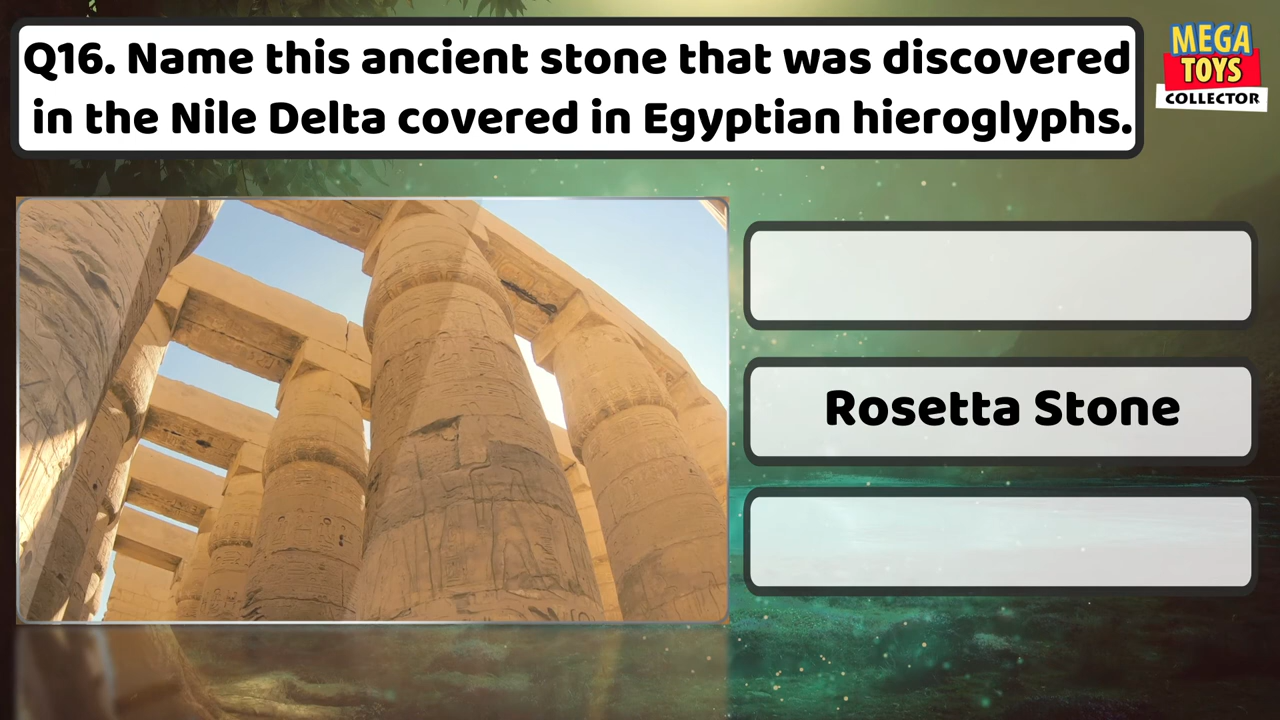 Q16. Name this ancient stone that was discovered
in the Nile Delta covered in Egyptian hieroglyphs.
MEGA
TOYS
COLLECTOR
Rosetta Stone